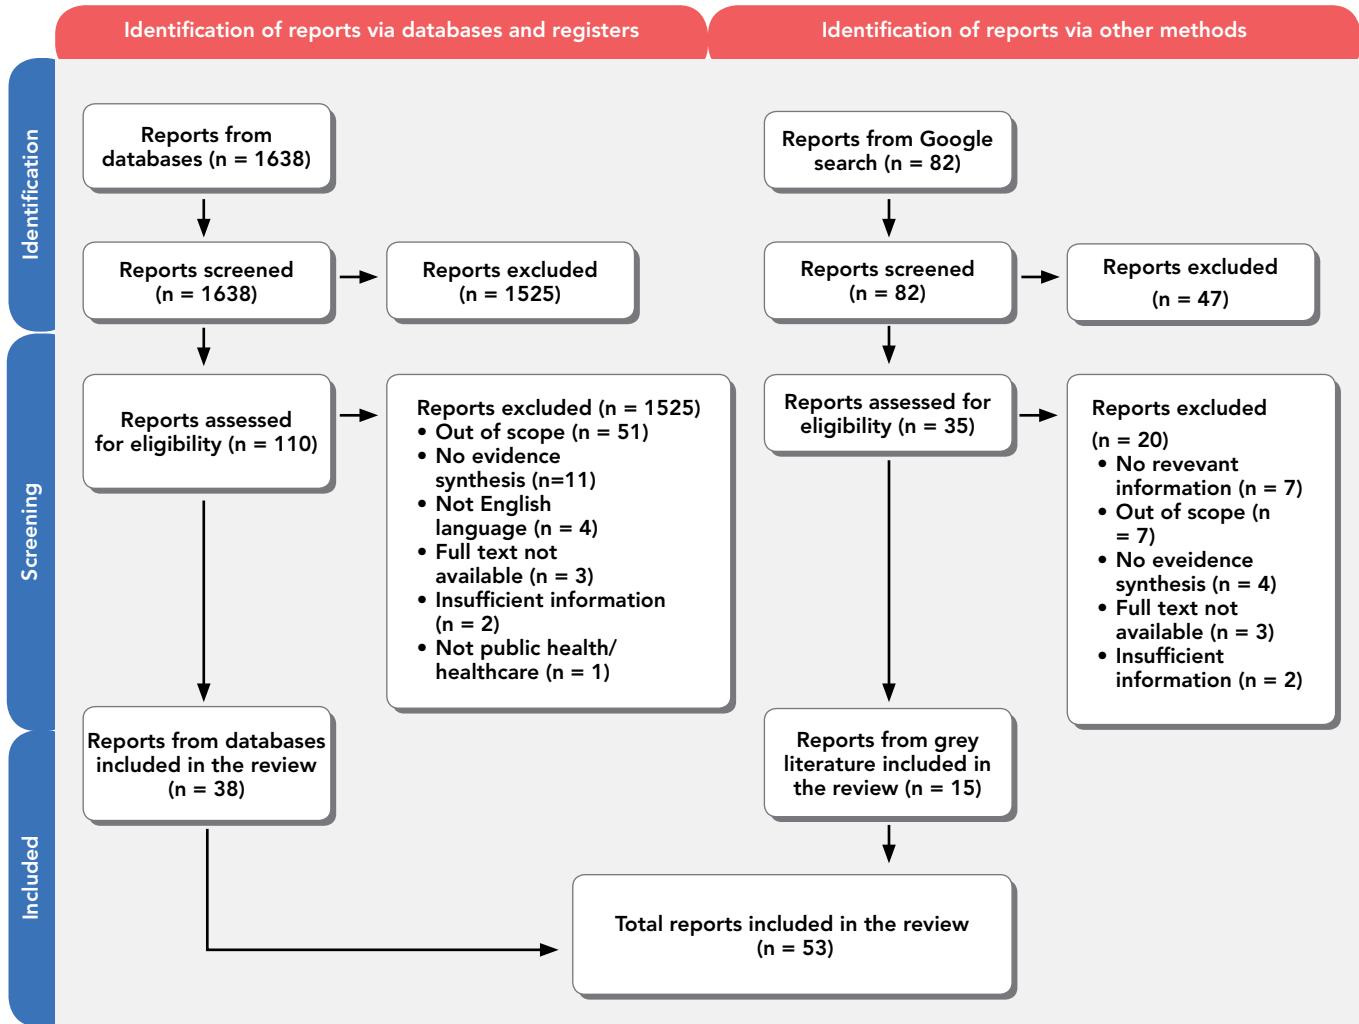 Identification of reports via databases and registers
Identification of reports via other methods
Identification
Reports from
databases (n = 1638)
Reports from Google
search (n = 82)
Reports screened
(n = 1638)
Reports excluded
(n = 1525)
Reports screened
(n = 82)
Reports excluded
(n = 47)
Screening
Reports assessed
for eligibility (n = 110)
Reports excluded (n = 1525)
• Out of scope (n = 51)
• No evidence
synthesis (n=11)
• Not English
language (n = 4)
• Full text not
available (n = 3)
• Insufficient information
(n = 2)
• Not public health/
healthcare (n = 1)
Reports assessed for
eligibility (n = 35)
Reports excluded
(n = 20)
• No revevant
information (n = 7)
• Out of scope (n
= 7)
• No eveidence
synthesis (n = 4)
• Full text not
available (n = 3)
• Insufficient
information (n = 2)
Included
Reports from databases
included in the review
(n = 38)
Reports from grey
literature included in
the review (n = 15)
Total reports included in the review
(n = 53)